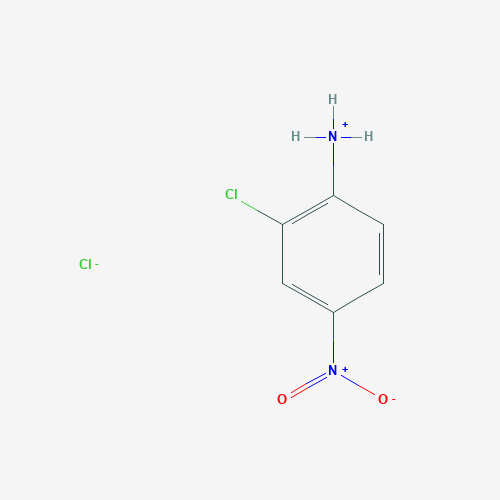 H
H N + H
Cl
Cl -
N +
O O -